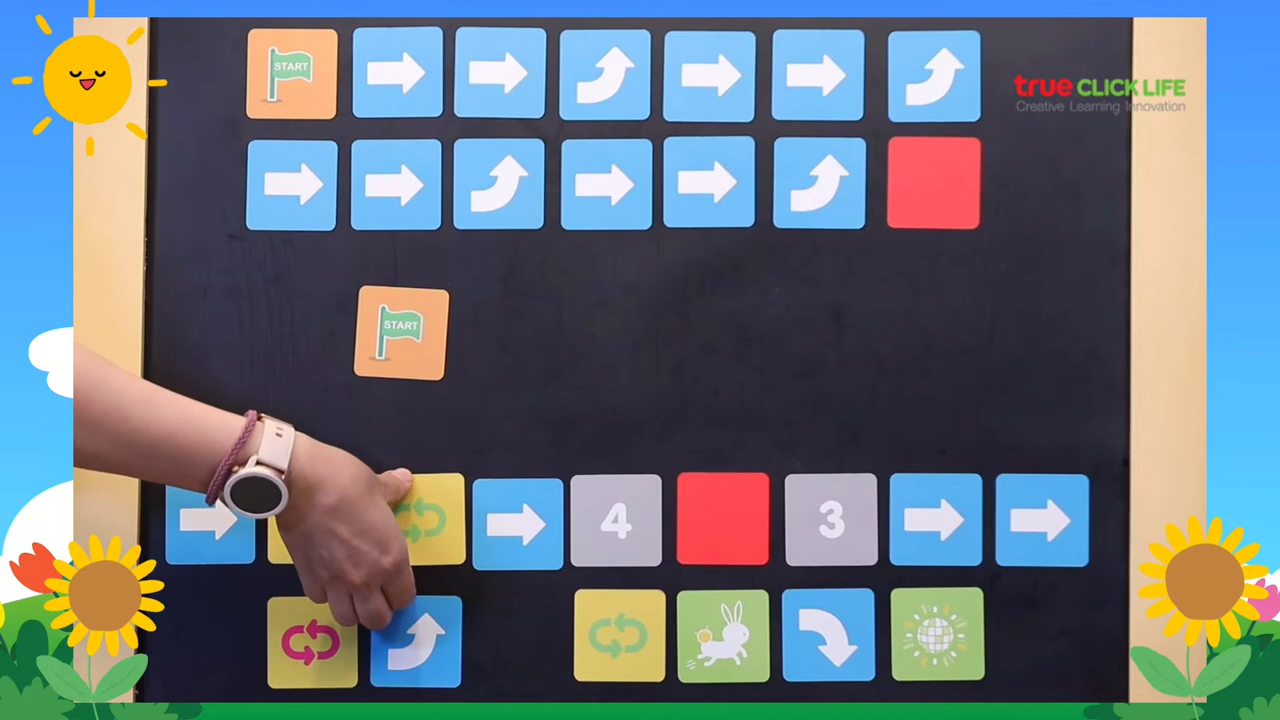 START
true CLICK LIFE
Creative Learning Innovation
START
4
3